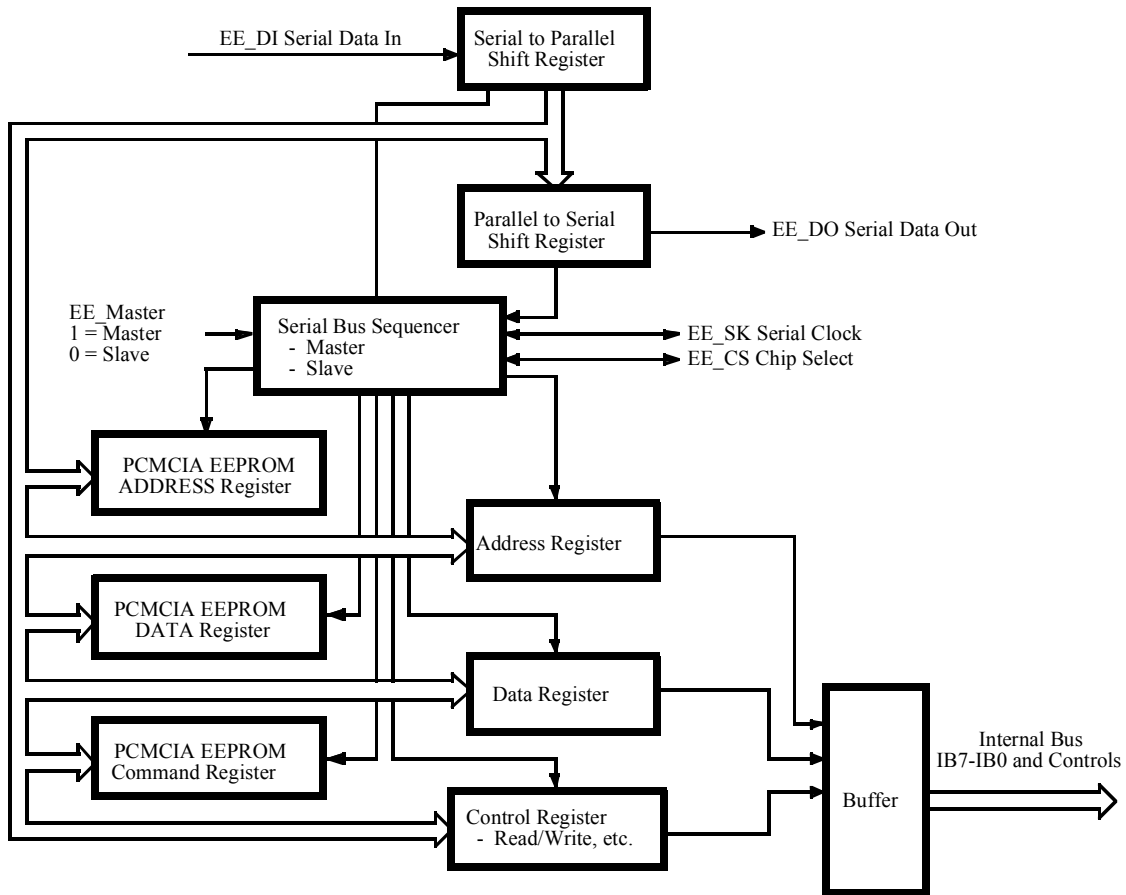 EE_DI Serial Data In
Serial to Parallel
Shift Register
Parallel to Serial
Shift Register
EE_DO Serial Data Out
EE_Master
1 = Master
0 = Slave
Serial Bus Sequencer
- Master
- Slave
EE_SK Serial Clock
EE_CS Chip Select
PCMCIA EEPROM
ADDRESS Register
Address Register
PCMCIA EEPROM
DATA Register
Data Register
PCMCIA EEPROM
Command Register
Control Register
- Read/Write, etc.
Buffer
Internal Bus
IB7-IB0 and Controls